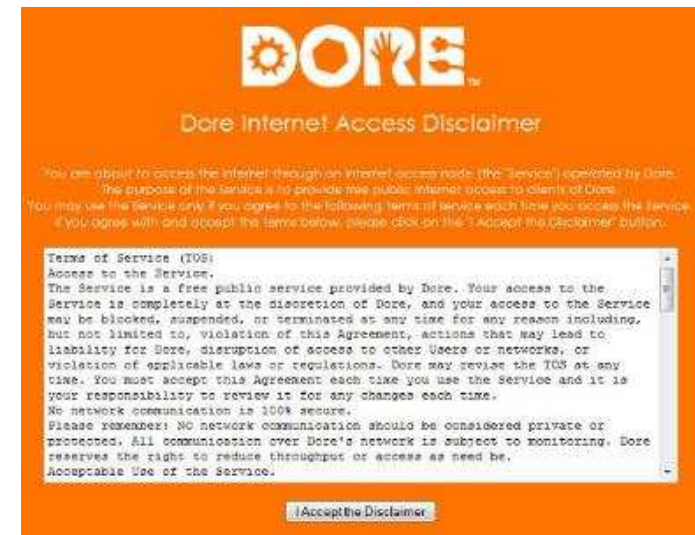 DORE
TM
Dore Internet Access Disclaimer
You are about to access the internet through an internet access node (the "Service") operated by Dore.
The purpose of the Service is to provide free public internet access to clients of Dore.
You may use the Service only if you agree to the following terms of service each time you access the Service.
If you agree with and accept the terms below, please click on the "I Accept the Disclaimer" button.
Terms of Service (TOS)
Access to the Service.
The Service is a free public service provided by Dore. Your access to the
Service is completely at the discretion of Dore, and your access to the Service
may be blocked, suspended, or terminated at any time for any reason including,
but not limited to, violation of this Agreement, actions that may lead to
liability for Dore, disruption of access to other Users or networks, or
violation of applicable laws or regulations. Dore may revise the TOS at any
time. You must accept this Agreement each time you use the Service and it is
your responsibility to review it for any changes each time.
No network communication is 100% secure.
Please remember: NO network communication should be considered private or
protected. All communication over Dore's network is subject to monitoring. Dore
reserves the right to reduce throughput or access as need be.
Acceptable Use of the Service.
I Accept the Disclaimer